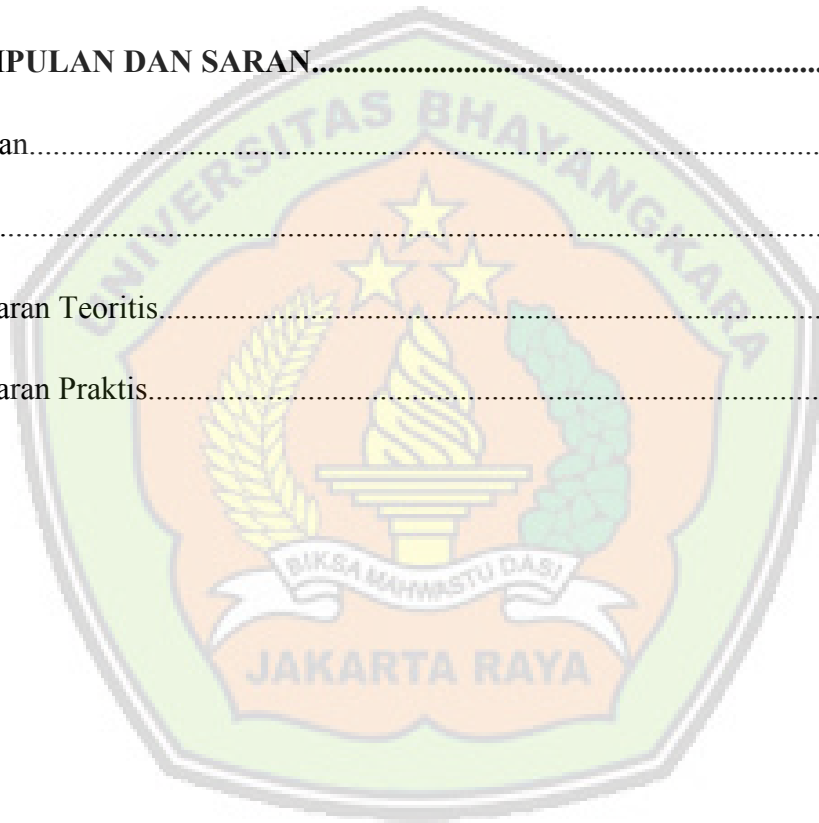 IPULAN DAN SARAN..........................................................................
an.....................................................................................................
..........................................................................................................
aran Teoritis...................................................................................
aran Praktis.....................................................................................
UNIVERSITAS BHAYANGKARA
BIKSA MAHWASTU DASI
JAKARTA RAYA